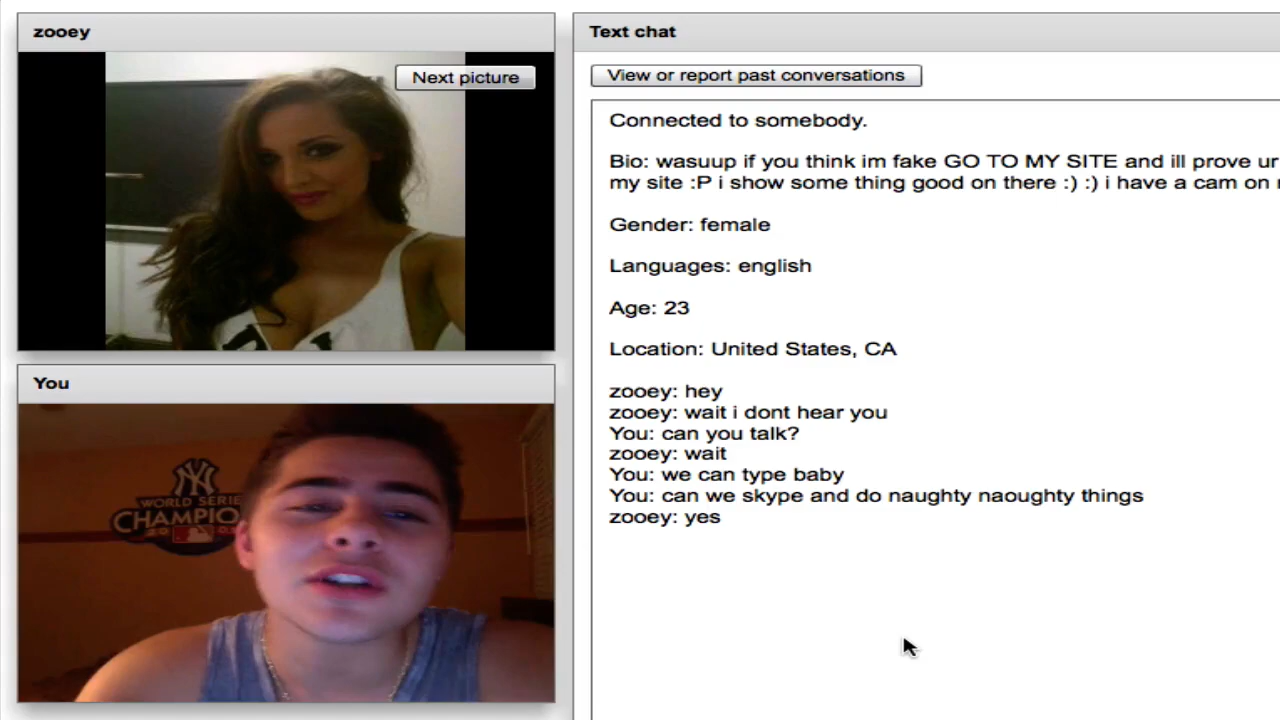 zooey
Next picture
You
WORLD SERIE
CHAMPIO
Text chat
View or report past conversations
Connected to somebody.
Bio: wasuup if you think im fake GO TO MY SITE and ill prove ur
my site :P i show some thing good on there :) :) i have a cam on
Gender: female
Languages: english
Age: 23
Location: United States, CA
zooey: hey
zooey: wait i dont hear you
You: can you talk?
zooey: wait
You: we can type baby
You: can we skype and do naughty naoughty things
zooey: yes